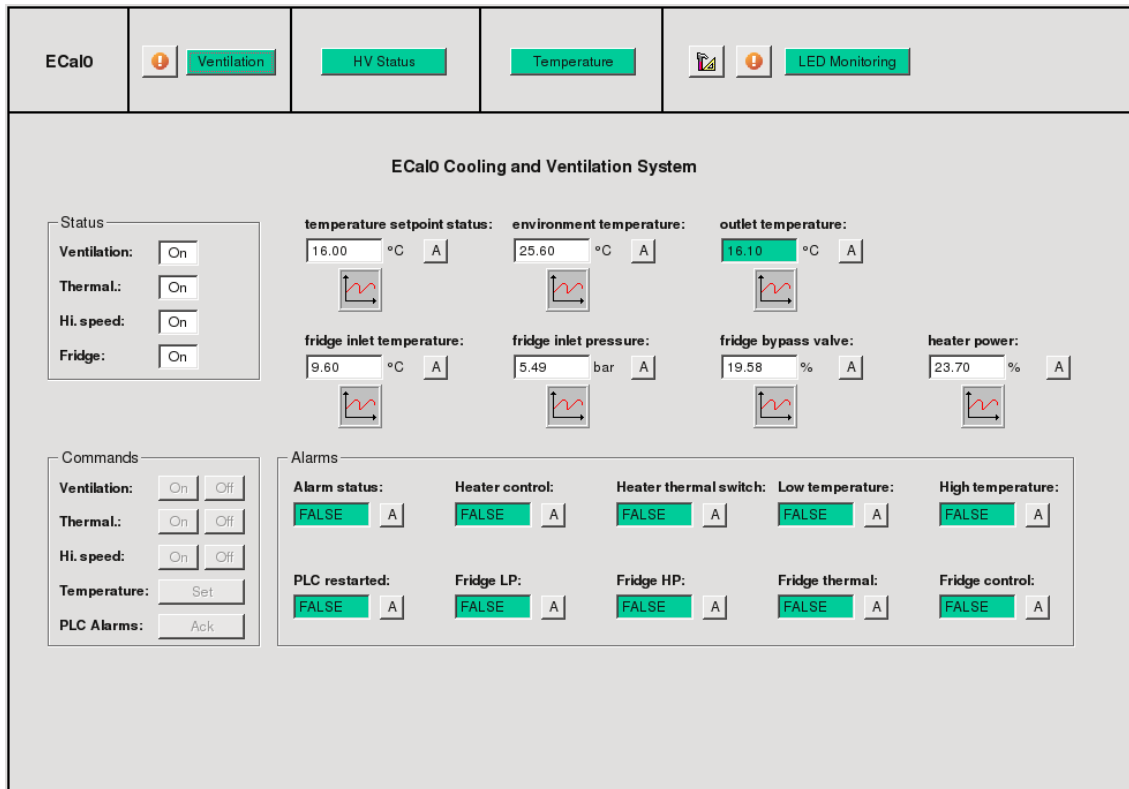 ECal0 Ventilation HV Status Temperature LED Monitoring
ECal0 Cooling and Ventilation System
Status
Ventilation: On
Thermal.: On
Hi. speed: On
Fridge: On
temperature setpoint status: environment temperature: outlet temperature:
16.00 °C A 25.60 °C A 16.10 °C A
fridge inlet temperature: fridge inlet pressure: fridge bypass valve: heater power:
9.60 °C A 5.49 bar A 19.58 % A 23.70 % A
Commands
Ventilation: On Off
Thermal.: On Off
Hi. speed: On Off
Temperature: Set
PLC Alarms: Ack
Alarms
Alarm status: Heater control: Heater thermal switch: Low temperature: High temperature:
FALSE A FALSE A FALSE A FALSE A FALSE A
PLC restarted: Fridge LP: Fridge HP: Fridge thermal: Fridge control:
FALSE A FALSE A FALSE A FALSE A FALSE A